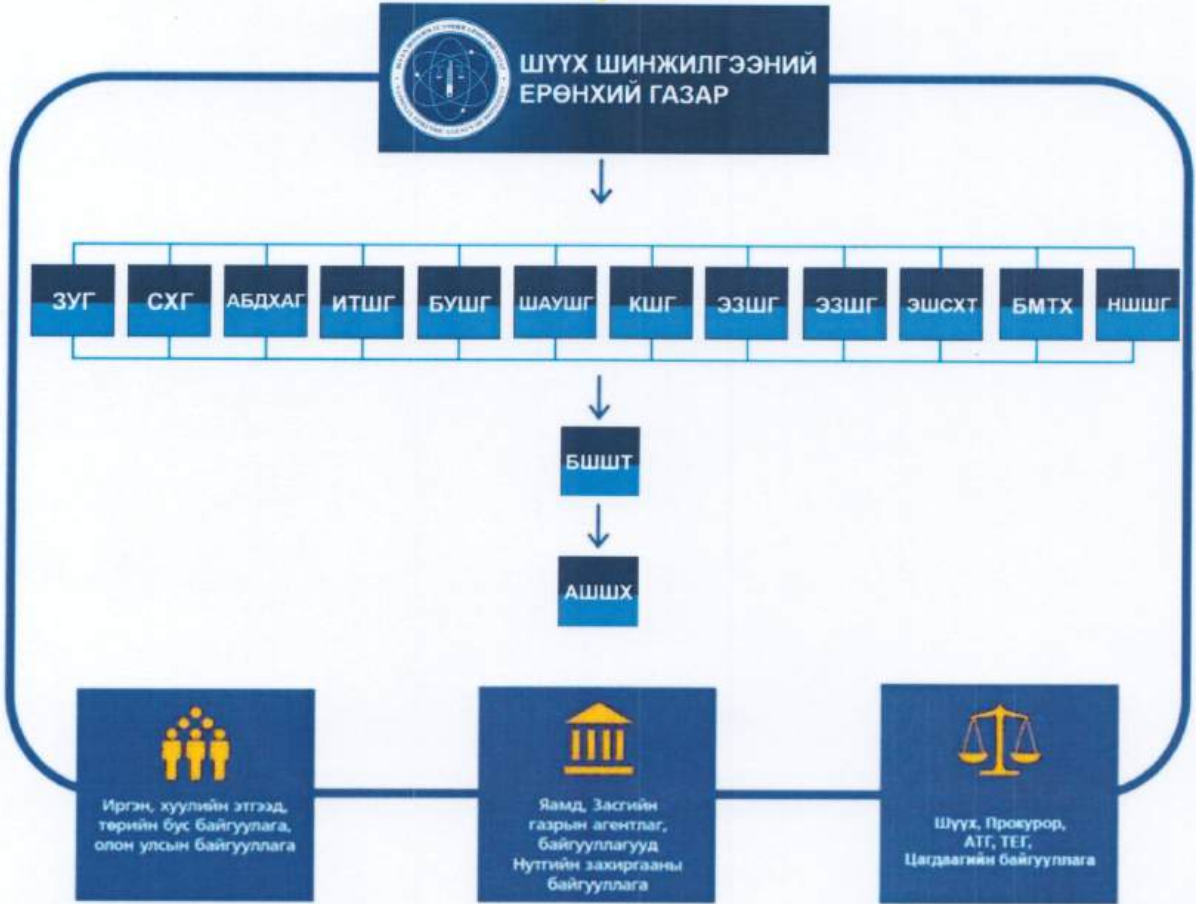 ШҮҮХ ШИНЖИЛГЭЭНИЙ
ЕРӨНХИЙ ГАЗАР
ЗУГ
СХГ
АБДХАГ
ИТШГ
БУШГ
ШАУШГ
КШГ
ЭЗШГ
ЭЗШГ
ЭШСХТ
БМТХ
НШШГ
БШШТ
АШШХ
Иргэн, хуулийн этгээд,
төрийн бус байгуулага,
олон улсын байгууллага
Яамд, Засгийн
газрын агентлаг,
байгууллагууд
Нутгийн захиргааны
байгууллага
Шүүх, Прокурор,
АТГ, ТЕГ,
Цагдаагийн байгууллага